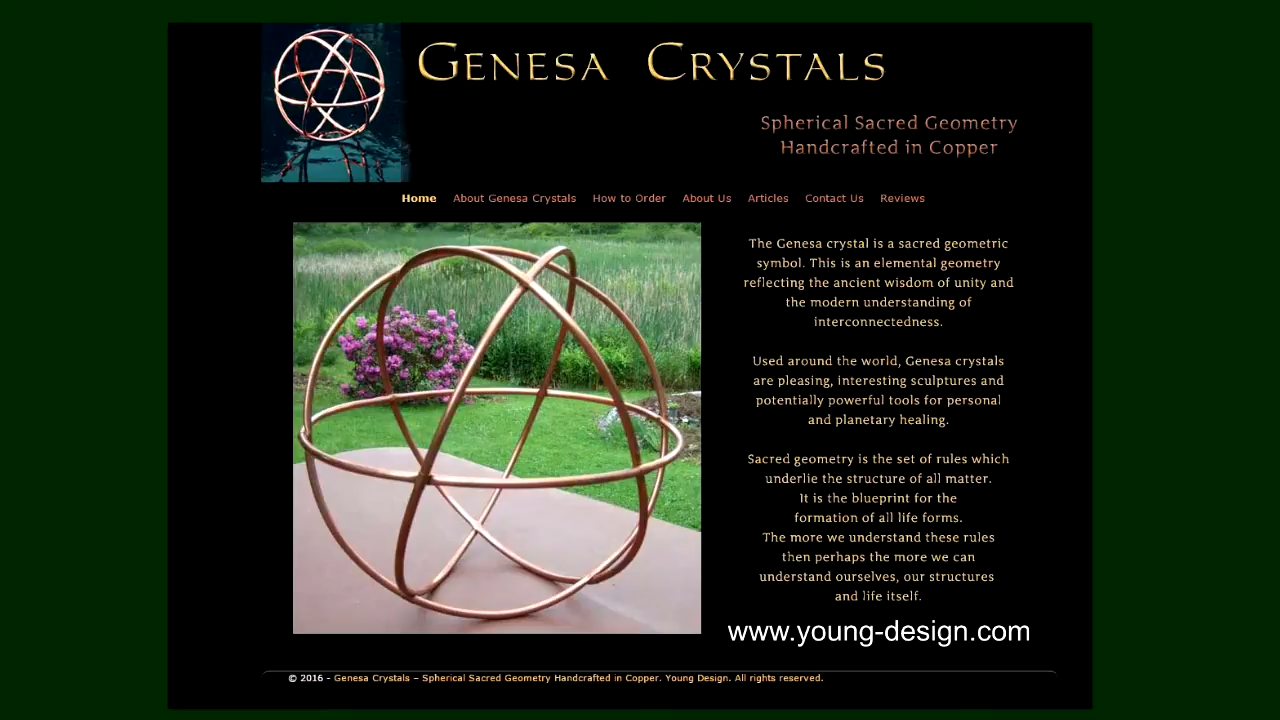 GENESA CRYSTALS
Spherical Sacred Geometry
Handcrafted in Copper
Home About Genesa Crystals How to Order About Us Articles Contact Us Reviews
The Genesa crystal is a sacred geometric
symbol. This is an elemental geometry
reflecting the ancient wisdom of unity and
the modern understanding of
interconnectedness.
Used around the world, Genesa crystals
are pleasing, interesting sculptures and
potentially powerful tools for personal
and planetary healing.
Sacred geometry is the set of rules which
underlie the structure of all matter.
It is the blueprint for the
formation of all life forms.
The more we understand these rules
then perhaps the more we can
understand ourselves, our structures
and life itself.
www.young-design.com
© 2016 - Genesa Crystals – Spherical Sacred Geometry Handcrafted in Copper. Young Design. All rights reserved.